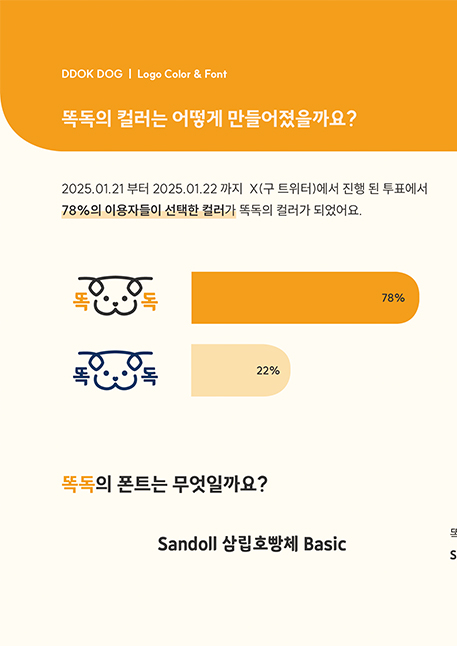 DDOK DOG | Logo Color & Font
똑독의 컬러는 어떻게 만들어졌을까요?
2025.01.21 부터 2025.01.22 까지 X(구 트위터)에서 진행 된 투표에서
78%의 이용자들이 선택한 컬러가 똑독의 컬러가 되었어요.
똑 독
78%
똑 독
22%
똑독의 폰트는 무엇일까요?
Sandoll 삼립호빵체 Basic
S